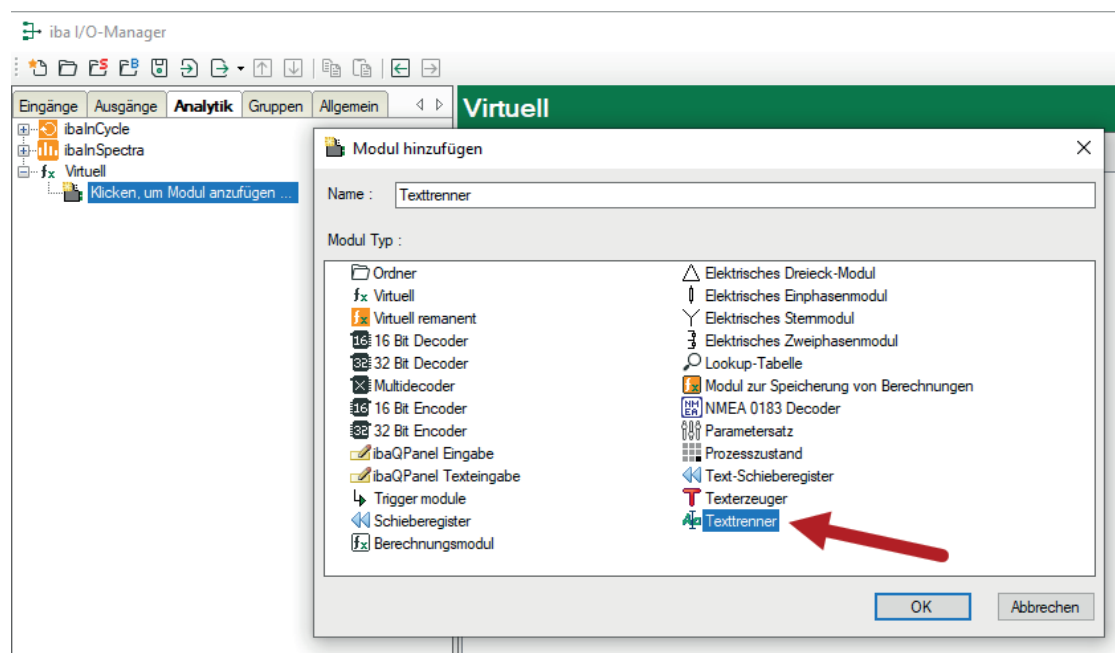 iba I/O-Manager
Eingänge Ausgänge Analytik Gruppen Allgemein
Virtuell
ibaInCycle
ibaInSpectra
Virtuell
Klicken, um Modul anzufügen ...
Modul hinzufügen
Name : Texttrenner
Modul Typ :
Ordner
Virtuell
Virtuell remanent
16 Bit Decoder
32 Bit Decoder
Multidecoder
16 Bit Encoder
32 Bit Encoder
ibaQPanel Eingabe
ibaQPanel Texteingabe
Trigger module
Schieberegister
Berechnungsmodul
Elektrisches Dreieck-Modul
Elektrisches Einphasenmodul
Elektrisches Sternmodul
Elektrisches Zweiphasenmodul
Lookup-Tabelle
Modul zur Speicherung von Berechnungen
NMEA 0183 Decoder
Parametersatz
Prozesszustand
Text-Schieberegister
Texterzeuger
Texttrenner
OK Abbrechen